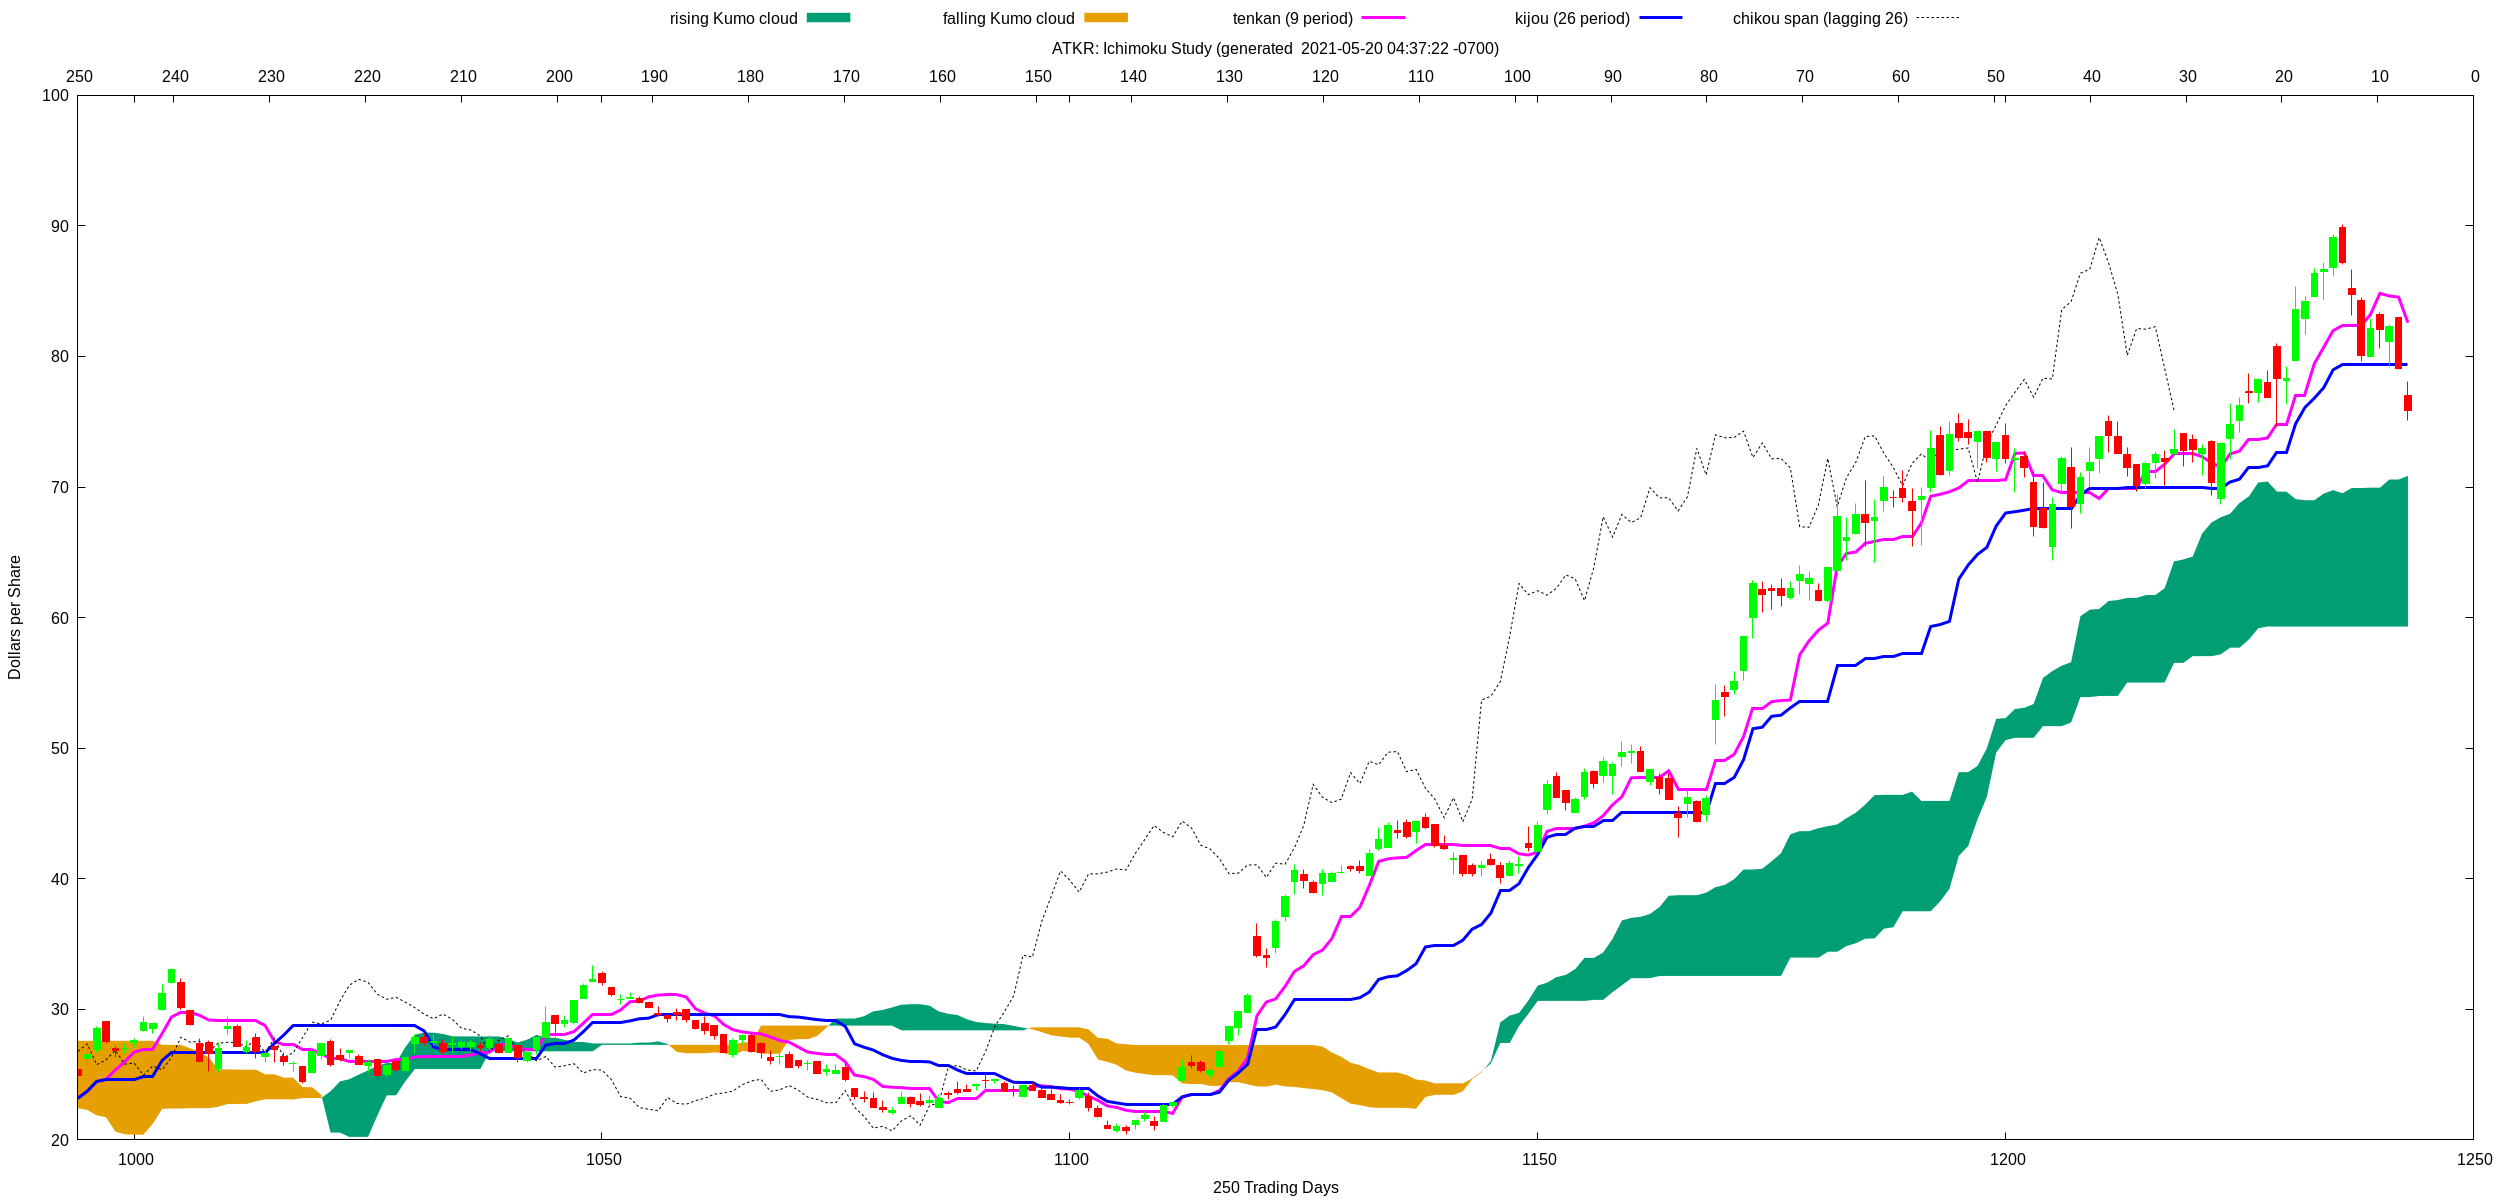 rising Kumo cloud falling Kumo cloud tenkan (9 period) kijou (26 period) chikou span (lagging 26)
ATKR: Ichimoku Study (generated  2021-05-20 04:37:22 -0700)
250 240 230 220 210 200 190 180 170 160 150 140 130 120 110 100 90 80 70 60 50 40 30 20 10 0
100
90
80
70
60
50
40
30
20
Dollars per Share
1000 1050 1100 1150 1200 1250
250 Trading Days